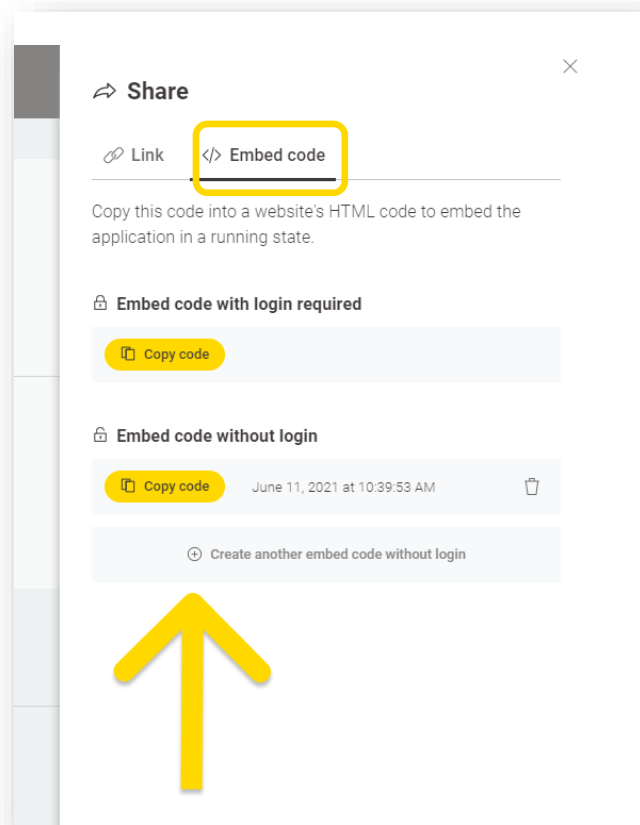 Share
Link
Embed code
Copy this code into a website's HTML code to embed the
application in a running state.
Embed code with login required
Copy code
Embed code without login
Copy code June 11, 2021 at 10:39:53 AM
Create another embed code without login